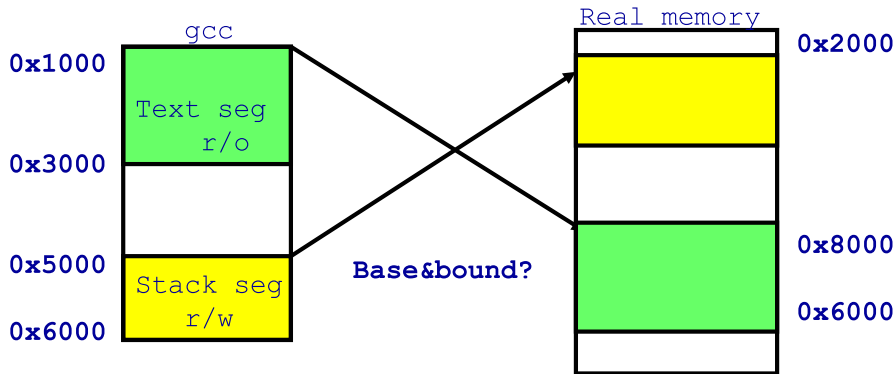 gcc
0x1000
Text seg
r/o
0x3000
0x5000
Stack seg
r/w
0x6000
Base&bound?
Real memory
0x2000
0x8000
0x6000